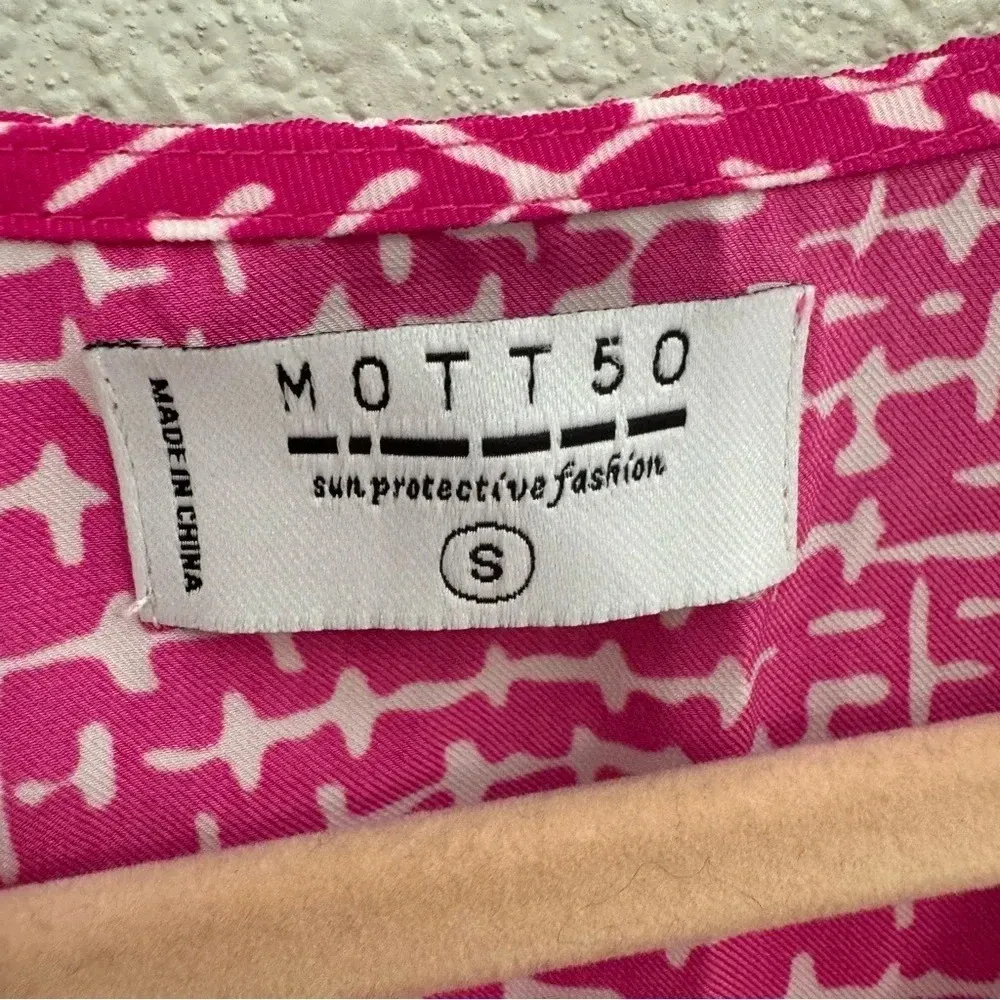 MOTT50
sun protective fashion
S
MADE IN CHINA